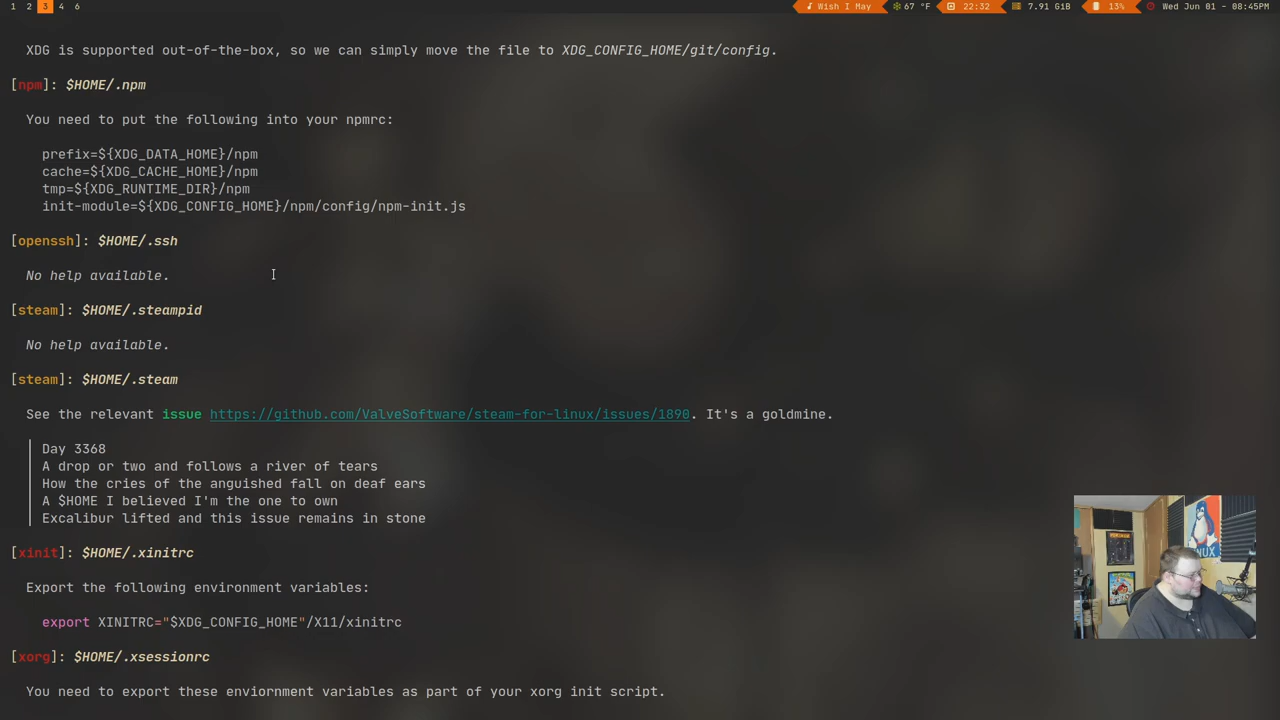 1 2 3 4 6
Wish I May 67 °F 22:32 7.91 GiB 13% Wed Jun 01 - 08:45PM
XDG is supported out-of-the-box, so we can simply move the file to XDG_CONFIG_HOME/git/config.
[npm]: $HOME/.npm
You need to put the following into your npmrc:
prefix=${XDG_DATA_HOME}/npm
cache=${XDG_CACHE_HOME}/npm
tmp=${XDG_RUNTIME_DIR}/npm
init-module=${XDG_CONFIG_HOME}/npm/config/npm-init.js
[openssh]: $HOME/.ssh
No help available.
[steam]: $HOME/.steampid
No help available.
[steam]: $HOME/.steam
See the relevant issue https://github.com/ValveSoftware/steam-for-linux/issues/1890. It's a goldmine.
Day 3368
A drop or two and follows a river of tears
How the cries of the anguished fall on deaf ears
A $HOME I believed I'm the one to own
Excalibur lifted and this issue remains in stone
[xinit]: $HOME/.xinitrc
Export the following environment variables:
export XINITRC="$XDG_CONFIG_HOME"/X11/xinitrc
[xorg]: $HOME/.xsessionrc
You need to export these enviornment variables as part of your xorg init script.